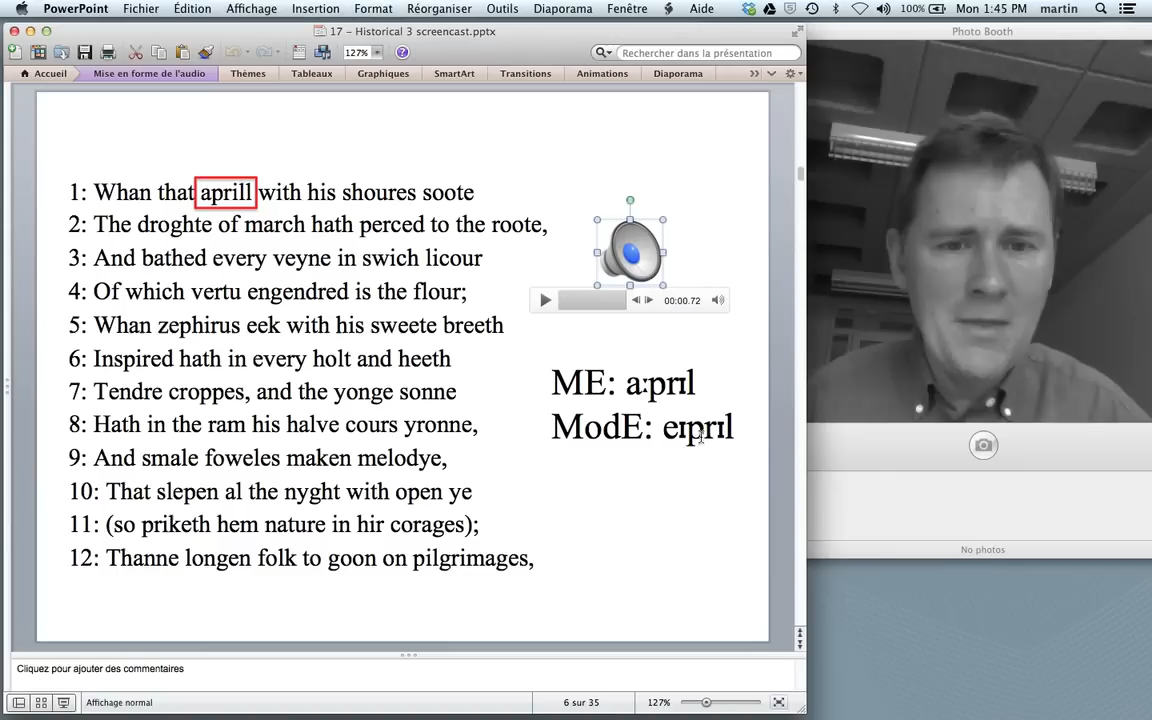 PowerPoint Fichier Édition Affichage Insertion Format Réorganiser Outils Diaporama Fenêtre Aide 100% Mon 1:45 PM martin
17 – Historical 3 screencast.pptx
Photo Booth
127% Rechercher dans la présentation
Accueil Mise en forme de l'audio Thèmes Tableaux Graphiques SmartArt Transitions Animations Diaporama
1: Whan that aprill with his shoures soote
2: The droghte of march hath perced to the roote,
3: And bathed every veyne in swich licour
4: Of which vertu engendred is the flour;
5: Whan zephirus eek with his sweete breeth
6: Inspired hath in every holt and heeth
7: Tendre croppes, and the yonge sonne
8: Hath in the ram his halve cours yronne,
9: And smale foweles maken melodye,
10: That slepen al the nyght with open ye
11: (so priketh hem nature in hir corages);
12: Thanne longen folk to goon on pilgrimages,
00:00.72
ME: a:prɪl
ModE: eɪprɪl
No photos
Cliquez pour ajouter des commentaires
Affichage normal 6 sur 35 127%